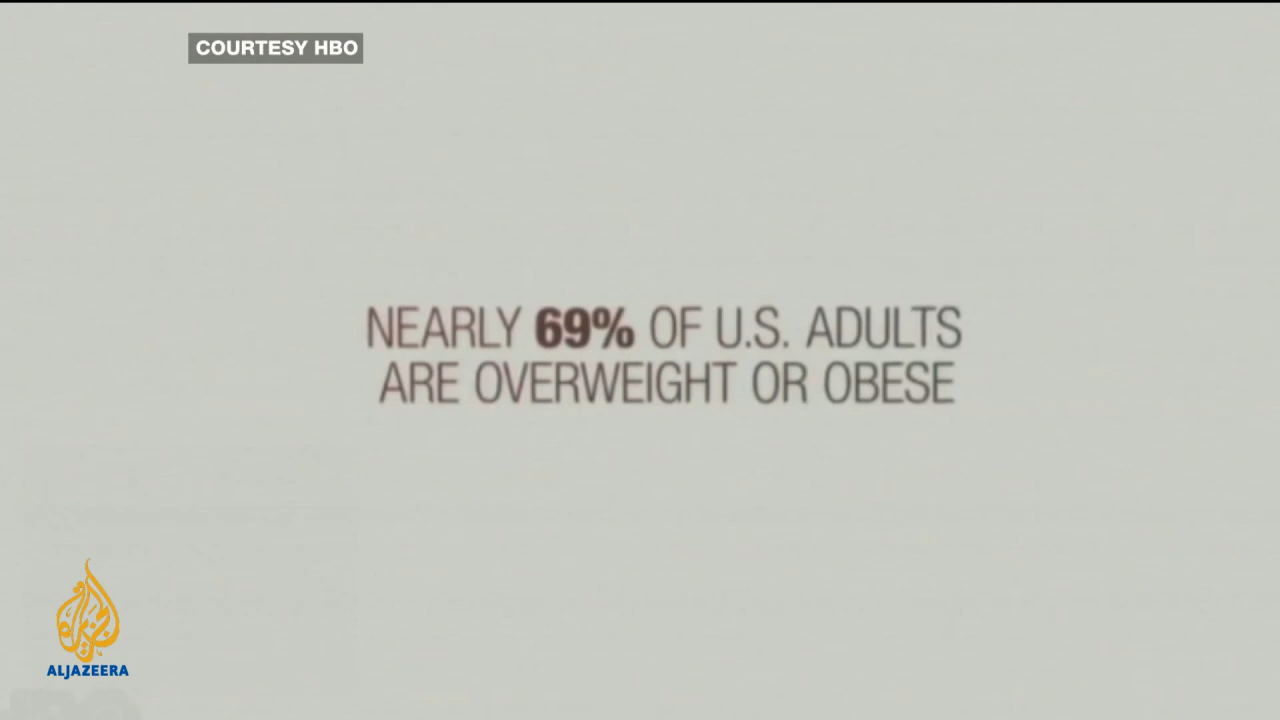 COURTESY HBO
NEARLY 69% OF U.S. ADULTS
ARE OVERWEIGHT OR OBESE
ALJAZEERA